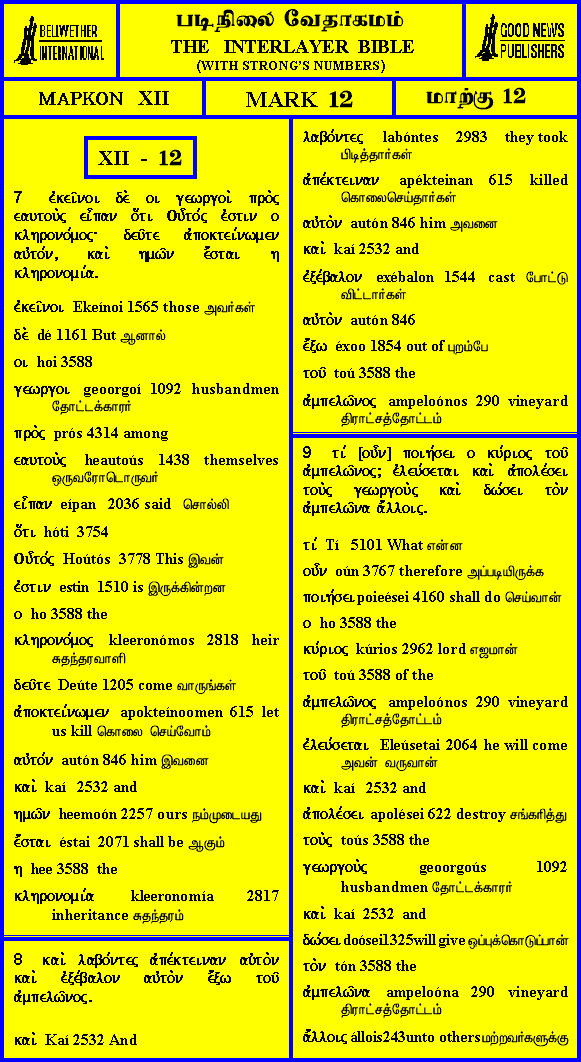 BELLWETHER
INTERNATIONAL
படிநிலை வேதாகமம்
THE INTERLAYER BIBLE
(WITH STRONG'S NUMBERS)
GOOD NEWS
PUBLISHERS
ΜΑΡΚΟΝ XII
MARK 12
மாற்கு 12
XII - 12
7 ἐκεῖνοι δὲ οι γεωργοὶ πρὸς
εαυτοὺς εἶπαν ὅτι Οὗτός ἐστιν ο
κληρονόμος· δεῦτε ἀποκτείνωμεν
αὐτόν, καὶ ημῶν ἔσται η
κληρονομία.
ἐκεῖνοι Ekeínoi 1565 those அவர்கள்
δὲ dé 1161 But ஆனால்
οι hoi 3588
γεωργοι geoorgoí 1092 husbandmen
தோட்டக்காரர்
πρὸς prós 4314 among
εαυτοὺς heautoús 1438 themselves
ஒருவரோடொருவர்
εἶπαν eípan 2036 said சொல்லி
ὅτι hóti 3754
Οὗτός Hoútós 3778 This இவன்
ἐστιν estin 1510 is இருக்கின்றன
ο ho 3588 the
κληρονόμος kleeronómos 2818 heir
சுதந்தரவாளி
δεῦτε Deúte 1205 come வாருங்கள்
ἀποκτείνωμεν apokteínoomen 615 let
us kill கொலை செய்வோம்
αὐτόν autón 846 him இவனை
καὶ kaí 2532 and
ημῶν heemoón 2257 ours நம்முடையது
ἔσται éstai 2071 shall be ஆகும்
η hee 3588 the
κληρονομία kleeronomía 2817
inheritance சுதந்தரம்
8 καὶ λαβόντες ἀπέκτειναν αὐτὸν
καὶ ἐξέβαλον αὐτὸν ἔξω τοῦ
ἀμπελῶνος.
καὶ Kaí 2532 And
λαβόντες labóntes 2983 they took
பிடித்தார்கள்
ἀπέκτειναν apékteinan 615 killed
கொலைசெய்தார்கள்
αὐτὸν autón 846 him அவனை
καὶ kaí 2532 and
ἐξέβαλον exébalon 1544 cast போட்டு
விட்டார்கள்
αὐτὸν autón 846
ἔξω éxoo 1854 out of புறம்பே
τοῦ toú 3588 the
ἀμπελῶνος ampeloónos 290 vineyard
திராட்சத்தோட்டம்
9 τί [οὖν] ποιήσει ο κύριος τοῦ
ἀμπελῶνος; ἐλεύσεται καὶ ἀπολέσει
τοὺς γεωργοὺς καὶ δώσει τὸν
ἀμπελῶνα ἄλλοις.
τί Tí 5101 What என்ன
οὖν oún 3767 therefore அப்படியிருக்க
ποιήσει poieései 4160 shall do செய்வான்
ο ho 3588 the
κύριος kúrios 2962 lord எஜமான்
τοῦ toú 3588 of the
ἀμπελῶνος ampeloónos 290 vineyard
திராட்சத்தோட்டம்
ἐλεύσεται Eleúsetai 2064 he will come
அவன் வருவான்
καὶ kaí 2532 and
ἀπολέσει apolései 622 destroy சங்கரித்து
τοὺς toús 3588 the
γεωργοὺς geoorgoús 1092
husbandmen தோட்டக்காரர்
καὶ kaí 2532 and
δώσει doósei1325will give ஒப்புக்கொடுப்பான்
τὸν tón 3588 the
ἀμπελῶνα ampeloóna 290 vineyard
திராட்சத்தோட்டம்
ἄλλοις állois243unto others மற்றவர்களுக்கு